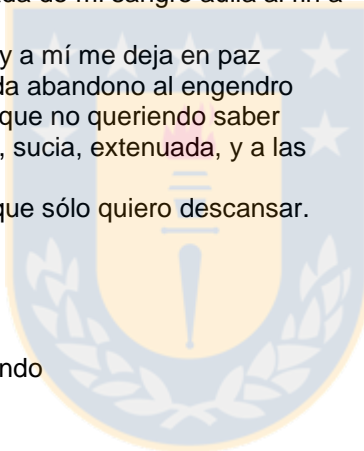 y a mí me deja en paz
da abandono al engendro
que no queriendo saber
, sucia, extenuada, y a las
que sólo quiero descansar.
ndo